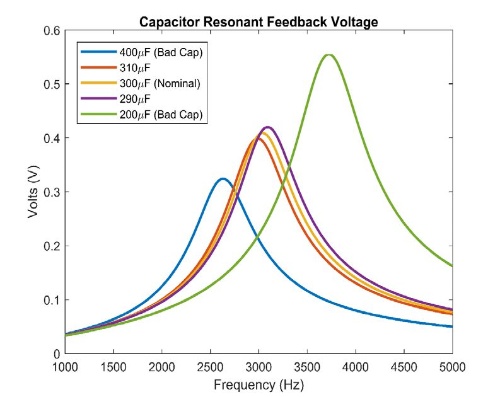 Capacitor Resonant Feedback Voltage
0.6
0.5
0.4
0.3
0.2
0.1
0
Volts (V)
400μF (Bad Cap)
310μF
300μF (Nominal)
290μF
200μF (Bad Cap)
1000 1500 2000 2500 3000 3500 4000 4500 5000
Frequency (Hz)